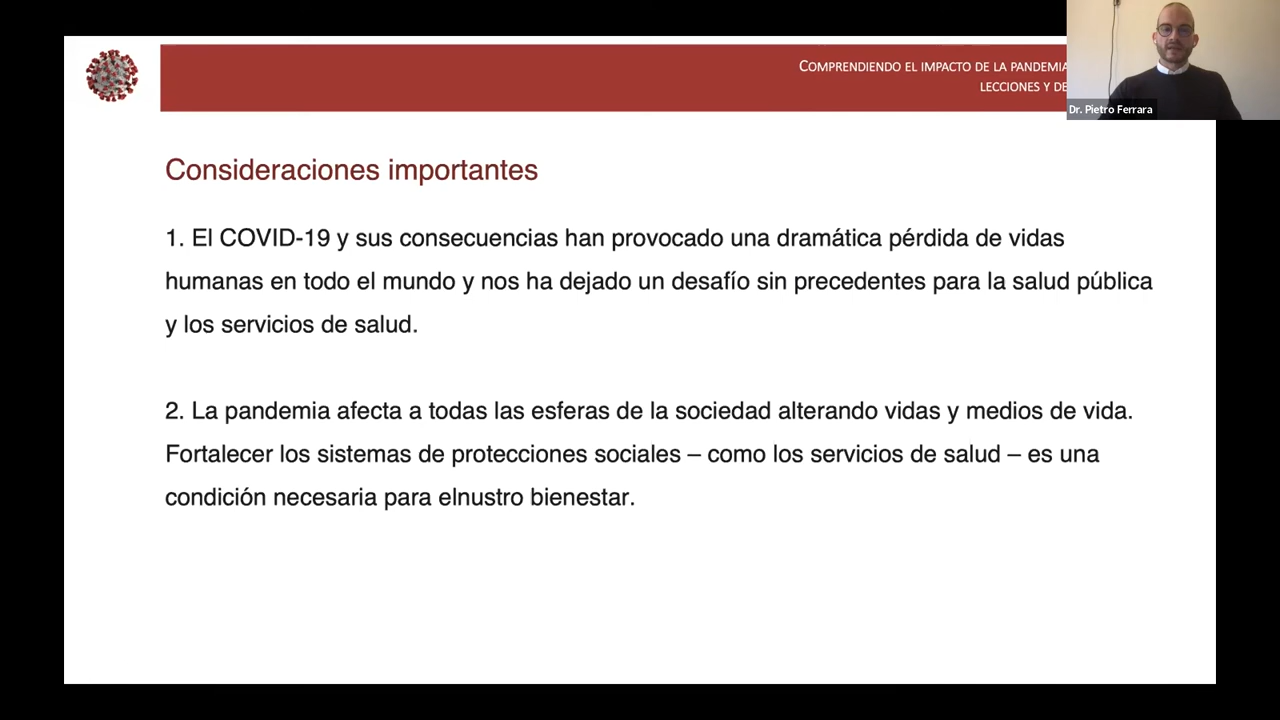 COMPRENDIENDO EL IMPACTO DE LA PANDEMIA
LECCIONES Y
Dr. Pietro Ferrara
Consideraciones importantes
1. El COVID-19 y sus consecuencias han provocado una dramática pérdida de vidas
humanas en todo el mundo y nos ha dejado un desafío sin precedentes para la salud pública
y los servicios de salud.
2. La pandemia afecta a todas las esferas de la sociedad alterando vidas y medios de vida.
Fortalecer los sistemas de protecciones sociales – como los servicios de salud – es una
condición necesaria para elnustro bienestar.